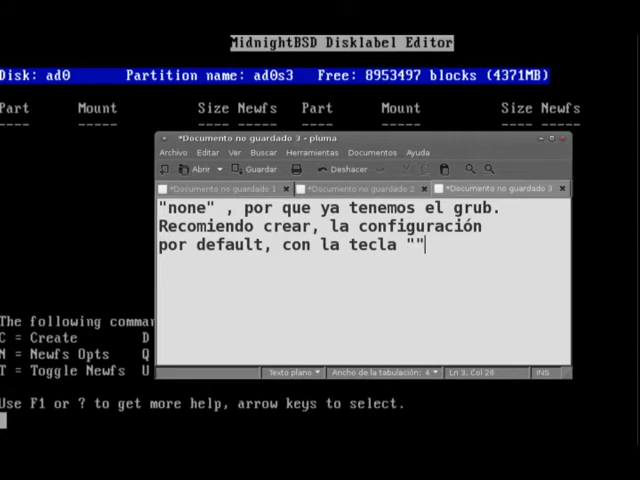 MidnightBSD Disklabel Editor
Disk: ad0 Partition name: ad0s3 Free: 8953497 blocks (4371MB)
Part Mount Size Newfs Part Mount Size Newfs
---- ----- ---- ----- ---- ----- ---- -----
*Documento no guardado 3 - pluma
Archivo Editar Ver Buscar Herramientas Documentos Ayuda
Abrir Guardar Deshacer
*Documento no guardado 1 *Documento no guardado 2 *Documento no guardado 3
"none" , por que ya tenemos el grub.
Recomiendo crear, la configuración
por default, con la tecla ""
Texto plano Ancho de tabulación: 4 Ln 3, Col 28 INS
The following comma
C = Create D
N = Newfs Opts Q
T = Toggle Newfs U
Use F1 or ? to get more help, arrow keys to select.